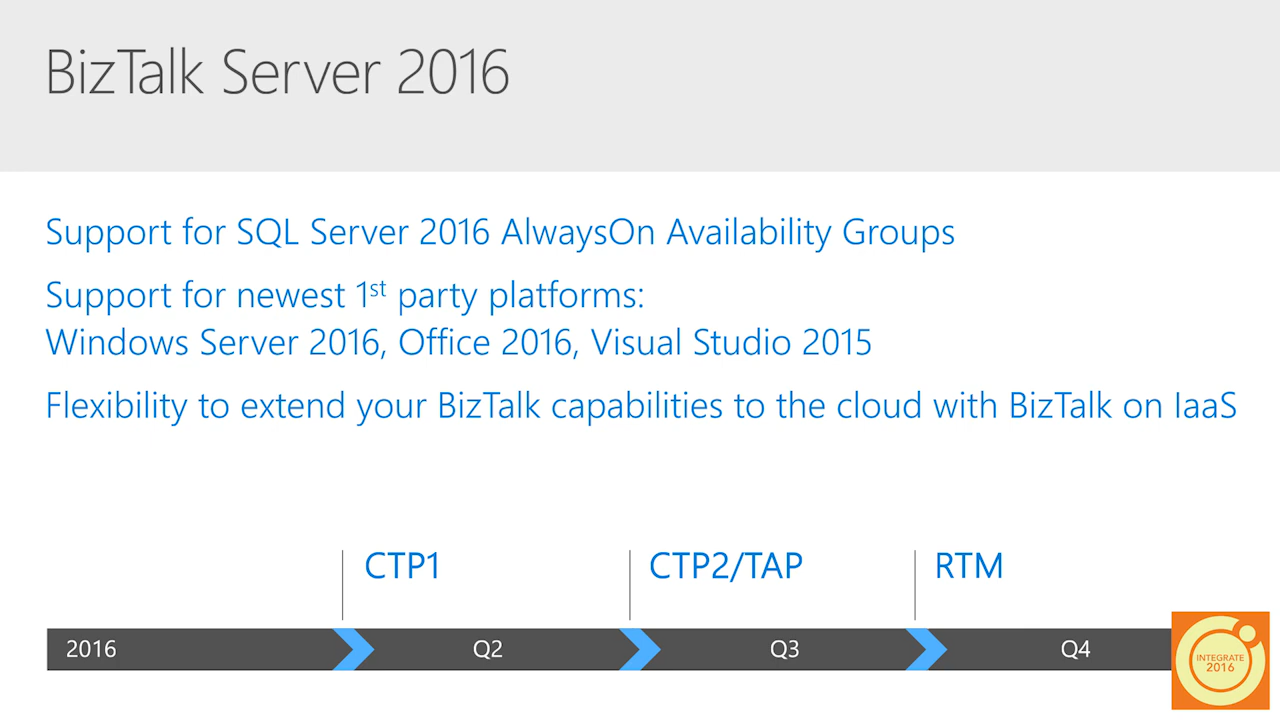 BizTalk Server 2016
Support for SQL Server 2016 AlwaysOn Availability Groups
Support for newest 1st party platforms:
Windows Server 2016, Office 2016, Visual Studio 2015
Flexibility to extend your BizTalk capabilities to the cloud with BizTalk on IaaS
CTP1 CTP2/TAP RTM
2016 Q2 Q3 Q4
INTEGRATE
2016